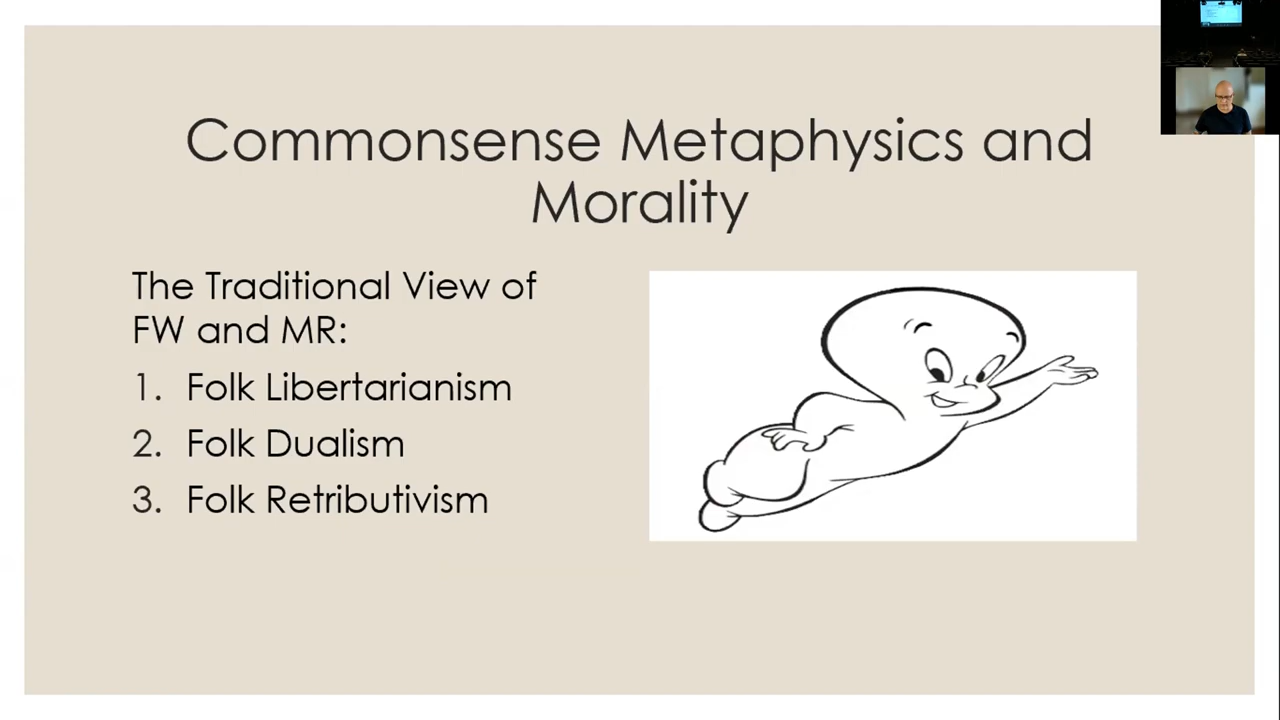 Commonsense Metaphysics and
Morality
The Traditional View of
FW and MR:
1. Folk Libertarianism
2. Folk Dualism
3. Folk Retributivism